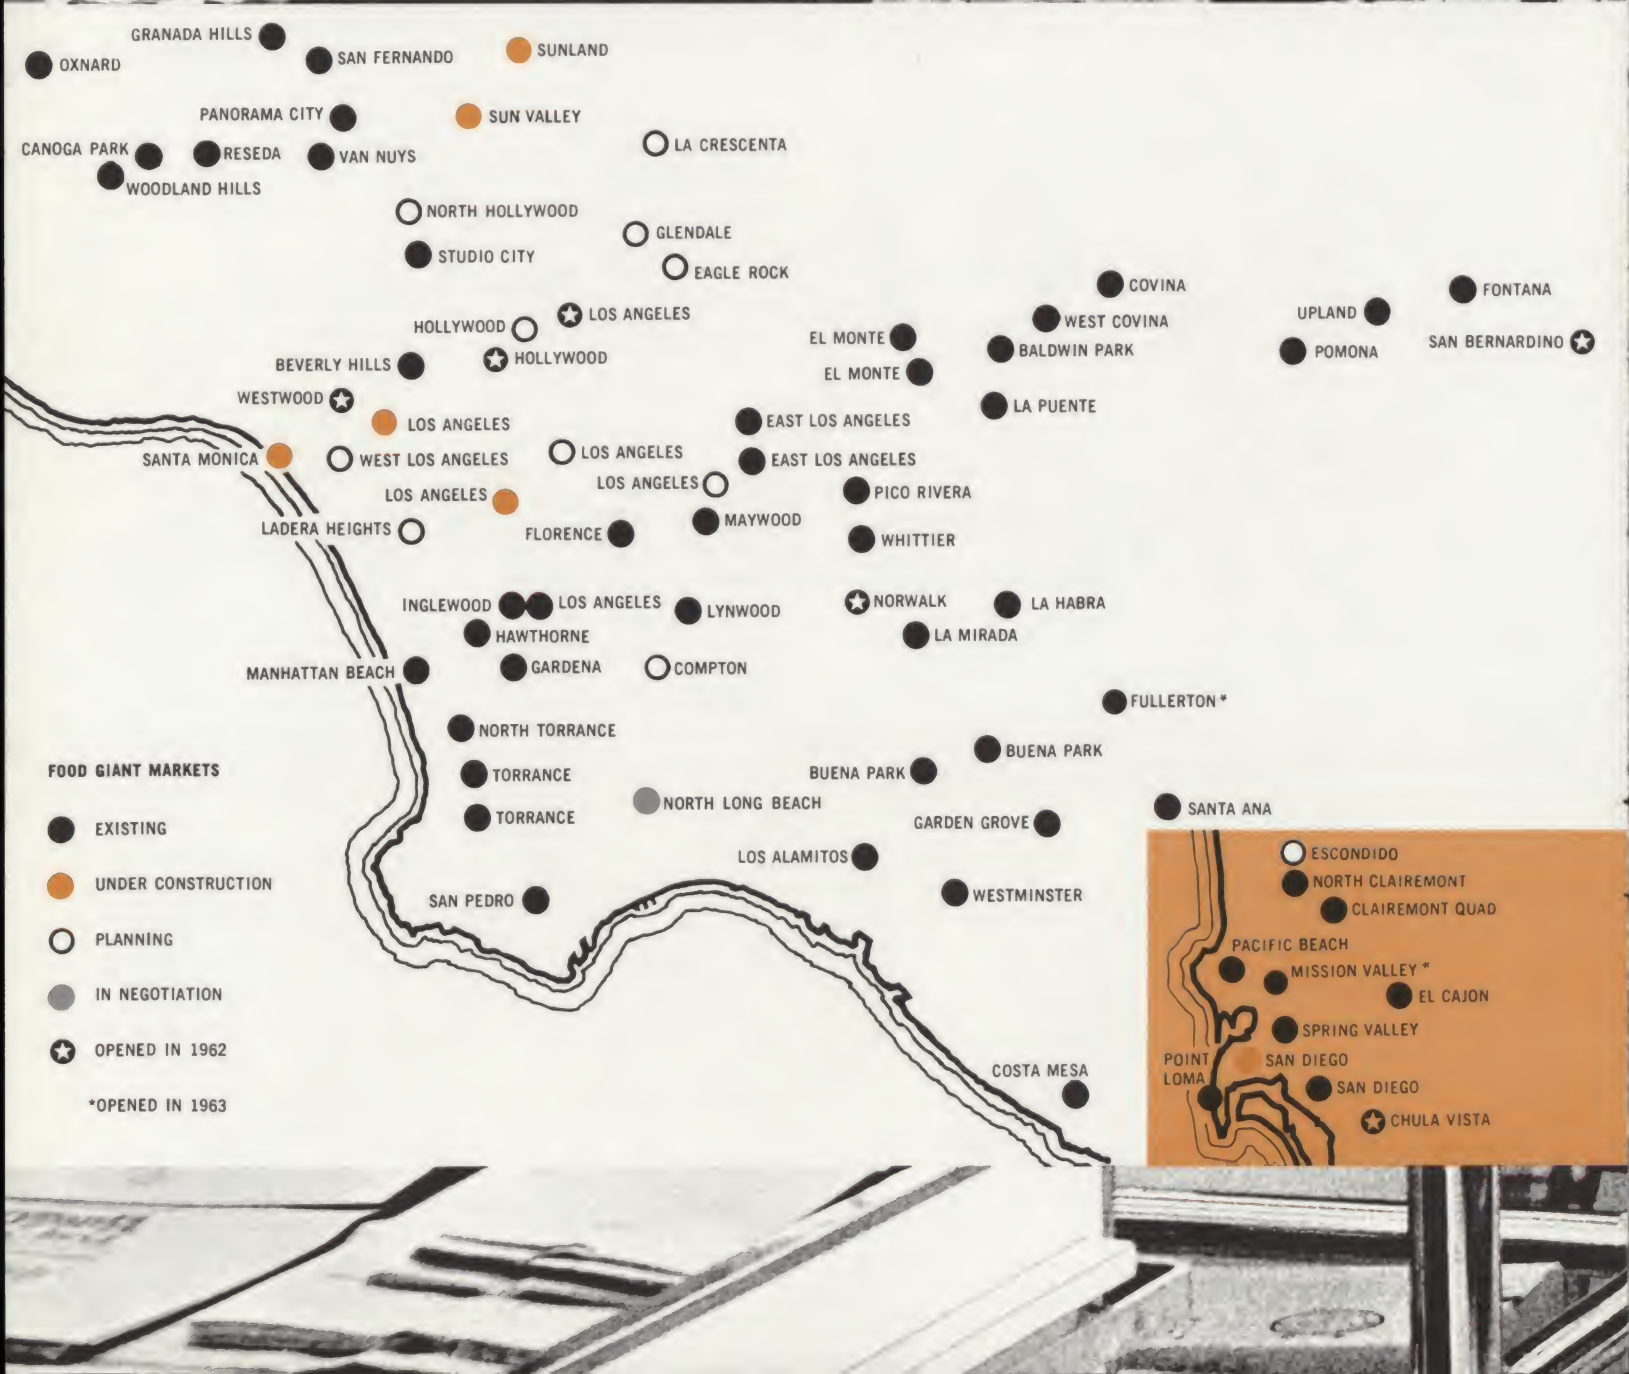 GRANADA HILLS
OXNARD
SAN FERNANDO
SUNLAND
PANORAMA CITY
SUN VALLEY
CANOGA PARK
RESEDA
VAN NUYS
LA CRESCENTA
WOODLAND HILLS
NORTH HOLLYWOOD
GLENDALE
STUDIO CITY
EAGLE ROCK
COVINA
FONTANA
HOLLYWOOD
LOS ANGELES
WEST COVINA
UPLAND
EL MONTE
BALDWIN PARK
POMONA
SAN BERNARDINO
BEVERLY HILLS
HOLLYWOOD
EL MONTE
WESTWOOD
LA PUENTE
LOS ANGELES
EAST LOS ANGELES
SANTA MONICA
WEST LOS ANGELES
LOS ANGELES
EAST LOS ANGELES
LOS ANGELES
LOS ANGELES
PICO RIVERA
LADERA HEIGHTS
FLORENCE
MAYWOOD
WHITTIER
INGLEWOOD
LOS ANGELES
LYNWOOD
NORWALK
LA HABRA
HAWTHORNE
LA MIRADA
MANHATTAN BEACH
GARDENA
COMPTON
FULLERTON*
NORTH TORRANCE
BUENA PARK
TORRANCE
BUENA PARK
NORTH LONG BEACH
SANTA ANA
TORRANCE
GARDEN GROVE
LOS ALAMITOS
SAN PEDRO
WESTMINSTER
COSTA MESA
FOOD GIANT MARKETS
EXISTING
UNDER CONSTRUCTION
PLANNING
IN NEGOTIATION
OPENED IN 1962
*OPENED IN 1963
ESCONDIDO
NORTH CLAIREMONT
CLAIREMONT QUAD
PACIFIC BEACH
MISSION VALLEY*
EL CAJON
SPRING VALLEY
POINT
LOMA
SAN DIEGO
SAN DIEGO
CHULA VISTA